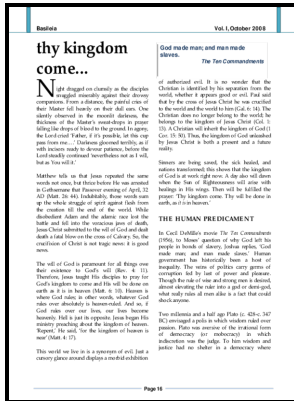 Basileia
Vol. I, October 2008
thy kingdom
come...
Night dragged on clumsily as the disciples
struggled miserably against their drowsy
companions. From a distance, the painful cries of
their Master fell heavily on their dull ears. One
silently observed in the moonlit darkness, the
thickness of the Master's sweat-drops in prayer
falling like drops of blood to the ground. In agony,
the Lord cried 'Father, if it's possible, let this cup
pass from me...' Darkness gloomed terribly, as if
with incisors ready to devour patience, before the
Lord steadily continued 'nevertheless not as I will,
but as You will it.'
Matthew tells us that Jesus repeated the same
words not once, but thrice before He was arrested
in Gethsemane that Passover evening of April, 32
AD (Matt. 26: 44). Indubitably, those words sum
up the whole struggle of spirit against flesh from
the creation till the end of the world. While
disobedient Adam and the islamic race lost the
battle and fell into the voracious jaws of death,
Jesus Christ submitted to the will of God and dealt
death a fatal blow on the cross of Calvary. So, the
crucifixion of Christ is not tragic news: it is good
news.
The will of God is paramount for all things owe
their existence to God's will (Rev. 4: 11).
Therefore, Jesus taught His disciples to pray for
God's kingdom to come and His will be done on
earth as it is in heaven (Matt. 6: 10). Heaven is
where God rules; in other words, whatever God
rules over absolutely is heaven-ruled. And so, if
God rules over our lives, our lives become
heavenly. Hell is just its opposite. Jesus began His
ministry preaching about the kingdom of heaven.
'Repent,' He said, 'for the kingdom of heaven is
near' (Matt. 4: 17).
This world we live in is a synonym of evil. Just a
cursory glance around displays a morbid exhibition
God made man; and man made
slaves.
The Ten Commandments
of authorized evil. It is no wonder that the
Christian is identified by his separation from the
world, whether it appears good or evil. Paul said
that by the cross of Jesus Christ he was crucified
to the world and the world to him (Gal. 6: 14). The
Christian does no longer belong to the world; he
belongs to the kingdom of Jesus Christ (Col. 1:
13). A Christian will inherit the kingdom of God (1
Cor. 15: 50). Thus, the kingdom of God unleashed
by Jesus Christ is both a present and a future
reality.
Sinners are being saved, the sick healed, and
nations transformed; this shows that the kingdom
of God is at work right now. A day also will dawn
when the Sun of Righteousness will arise with
healings in His wings. Then will be fulfilled the
prayer: 'Thy kingdom come. Thy will be done in
earth, as it is in heaven.'
THE HUMAN PREDICAMENT
In Cecil DeMille's movie The Ten Commandments
(1956), to Moses' question of why God left his
people in bonds of slavery, Joshua replies, 'God
made man; and man made slaves.' Human
government has historically been a host of
inequality. The veins of politics carry germs of
corruption fed by last of power and pleasure.
Though the rule of wise and strong men is desired,
almost elevating the ruler into a god or demi-god,
what really rules all men alike is a fact that could
shock anyone.
Two millennia and a half ago Plato (c. 428-c. 347
BC) envisaged a polis in which wisdom ruled over
passion. Plato was aversive of the irrational form
of democracy (or mobocracy) in which
indiscretion was the judge. To him wisdom and
justice had no shelter in a democracy where
Page 16